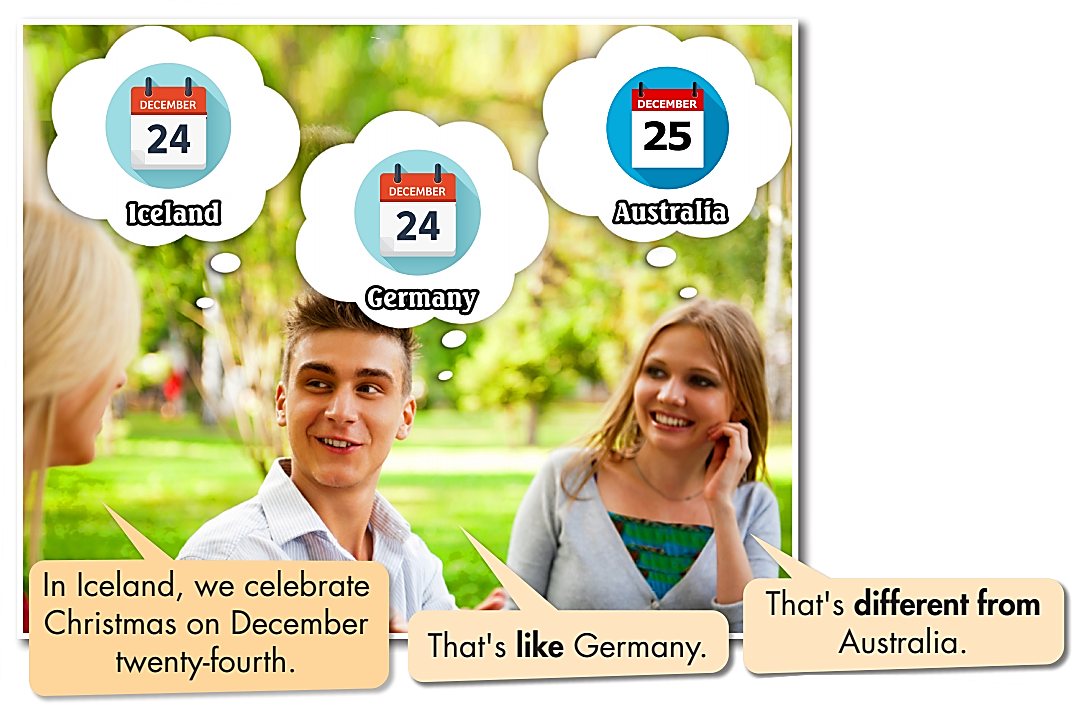 DECEMBER
24
Iceland
DECEMBER
24
Germany
DECEMBER
25
Australia
In Iceland, we celebrate
Christmas on December
twenty-fourth.
That's like Germany.
That's different from
Australia.